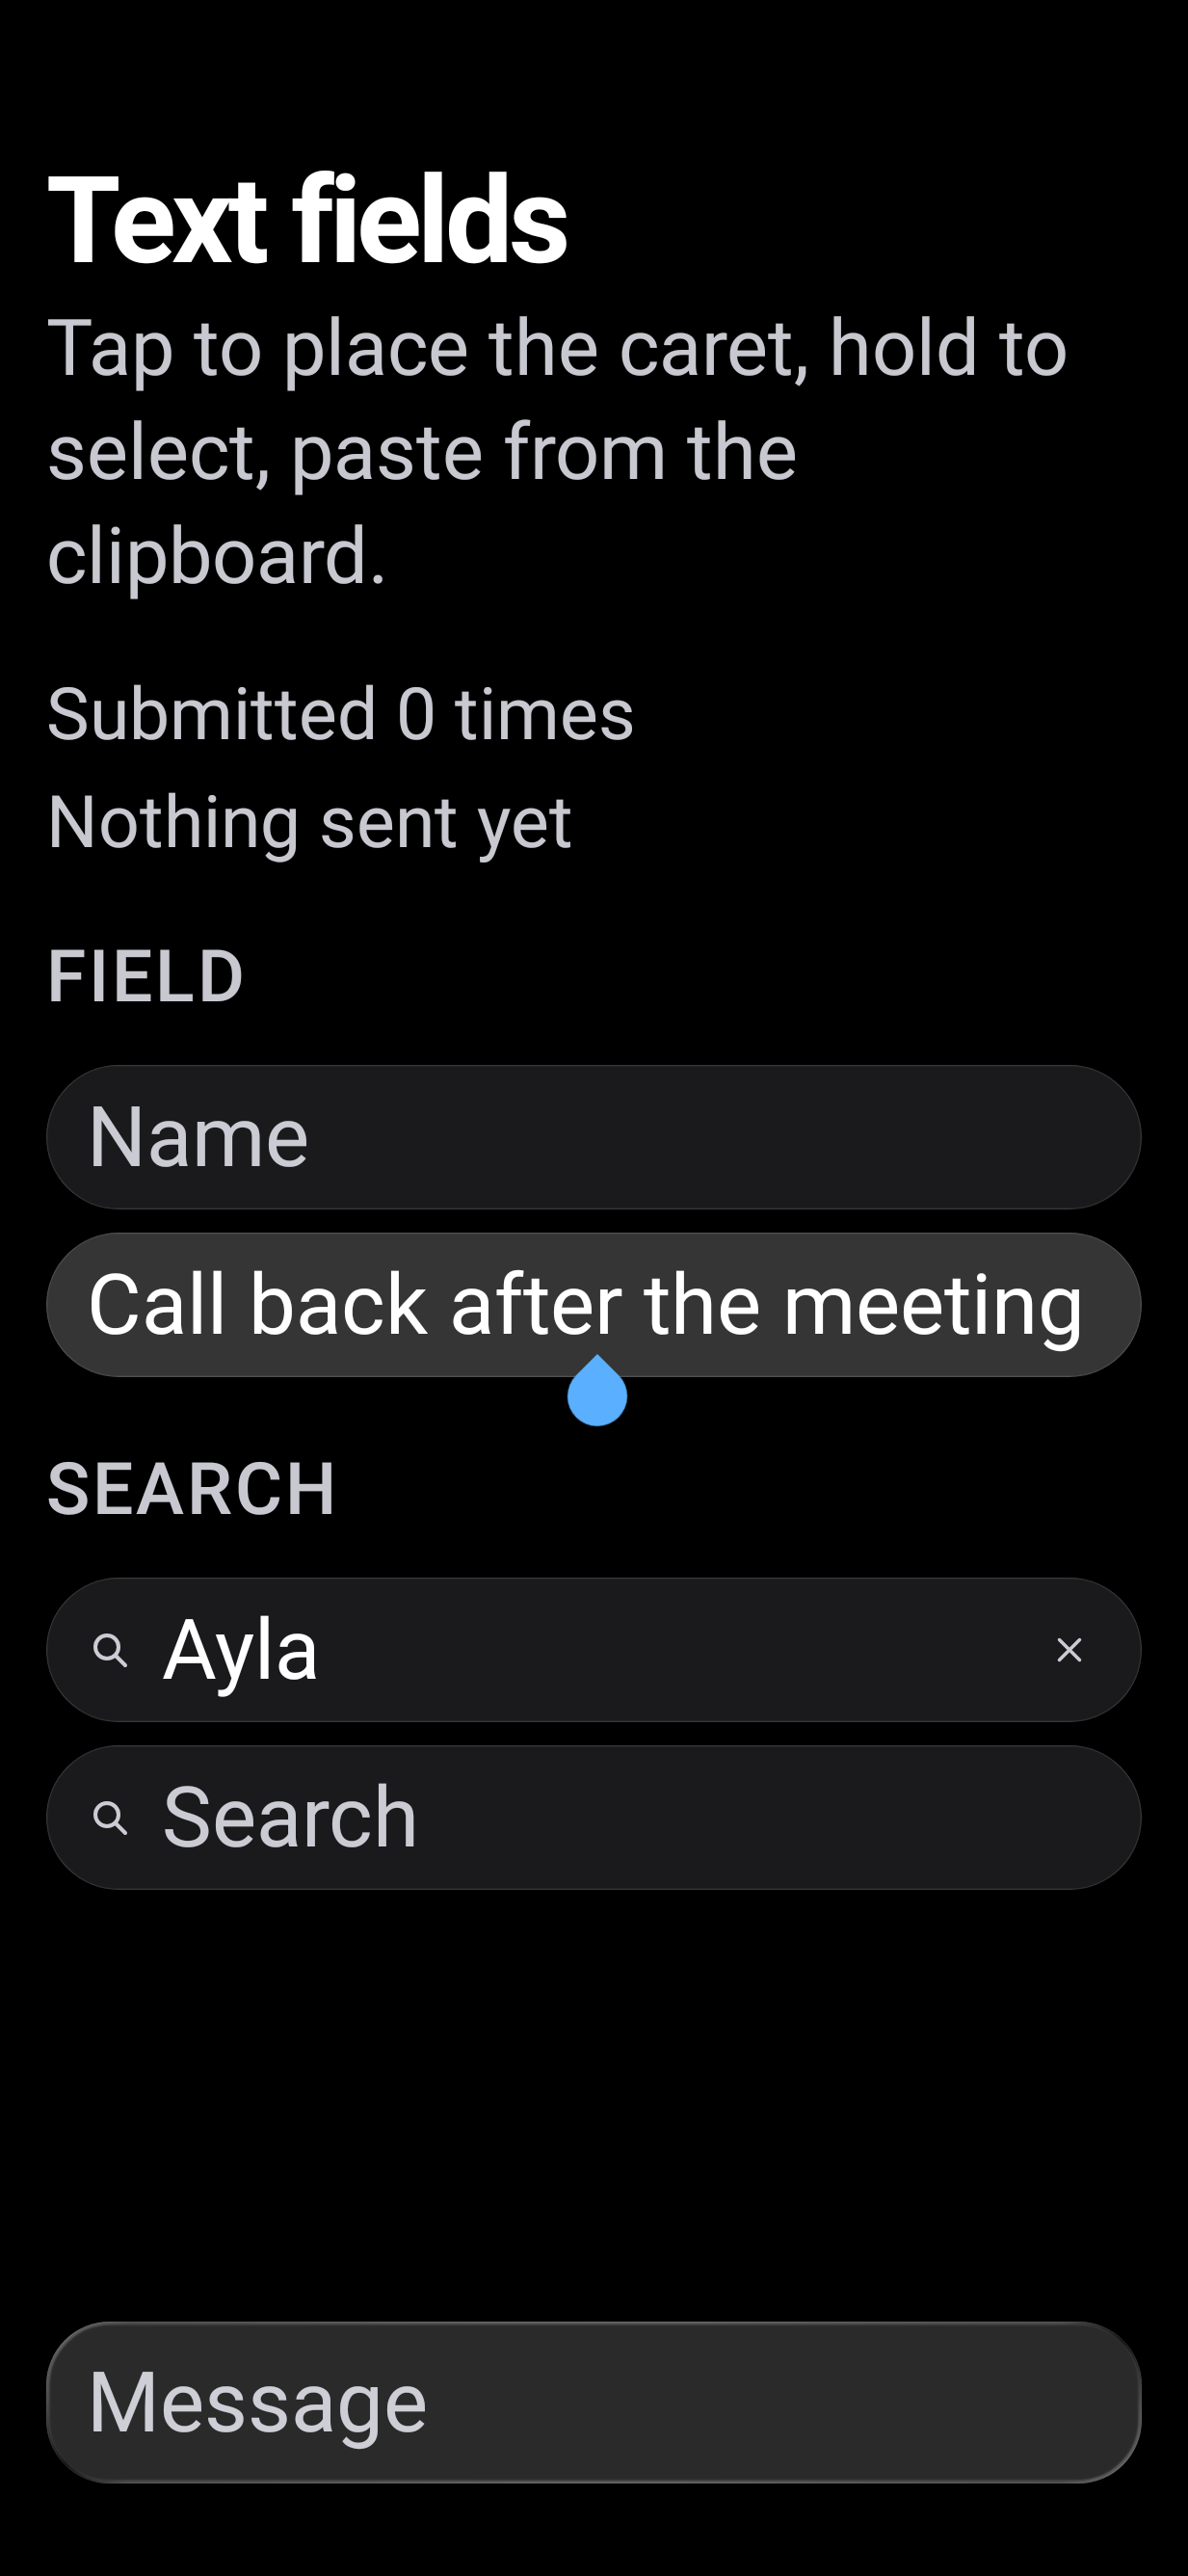 Text fields
Tap to place the caret, hold to
select, paste from the
clipboard.
Submitted 0 times
Nothing sent yet
FIELD
Name
Call back after the meeting
SEARCH
Ayla
Search
Message